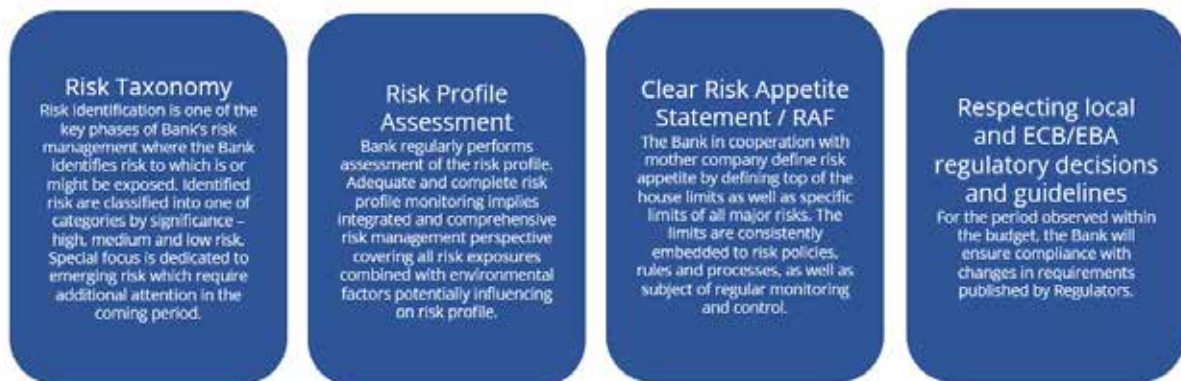 Risk Taxonomy
Risk identification is one of the
key phases of Bank's risk
management where the Bank
identifies risk to which is or
might be exposed. Identified
risk are classified into one of
categories by significance –
high, medium and low risk.
Special focus is dedicated to
emerging risk which require
additional attention in the
coming period.
Risk Profile
Assessment
Bank regularly performs
assessment of the risk profile.
Adequate and complete risk
profile monitoring implies
integrated and comprehensive
risk management perspective
covering all risk exposures
combined with environmental
factors potentially influencing
on risk profile.
Clear Risk Appetite
Statement / RAF
The Bank in cooperation with
mother company define risk
appetite by defining top of the
house limits as well as specific
limits of all major risks. The
limits are consistently
embedded to risk policies,
rules and processes, as well as
subject of regular monitoring
and control.
Respecting local
and ECB/EBA
regulatory decisions
and guidelines
For the period observed within
the budget, the Bank will
ensure compliance with
changes in requirements
published by Regulators.